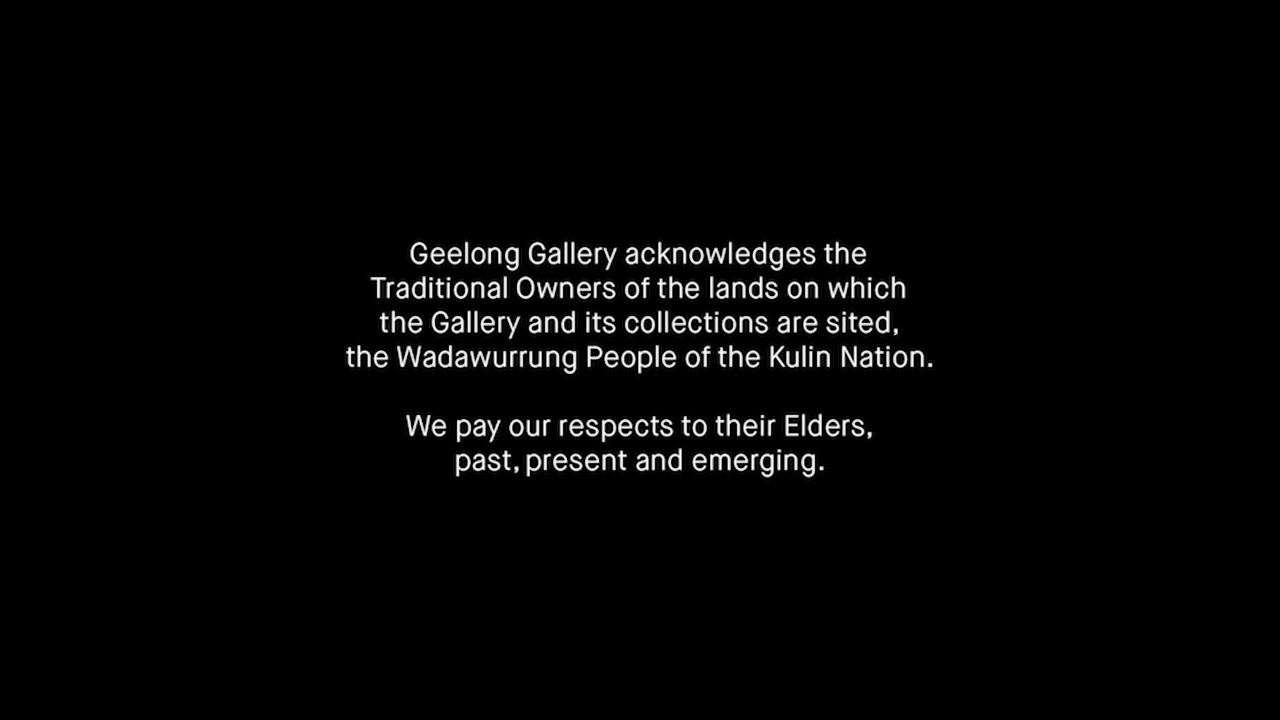 Geelong Gallery acknowledges the
Traditional Owners of the lands on which
the Gallery and its collections are sited,
the Wadawurrung People of the Kulin Nation.
We pay our respects to their Elders,
past, present and emerging.